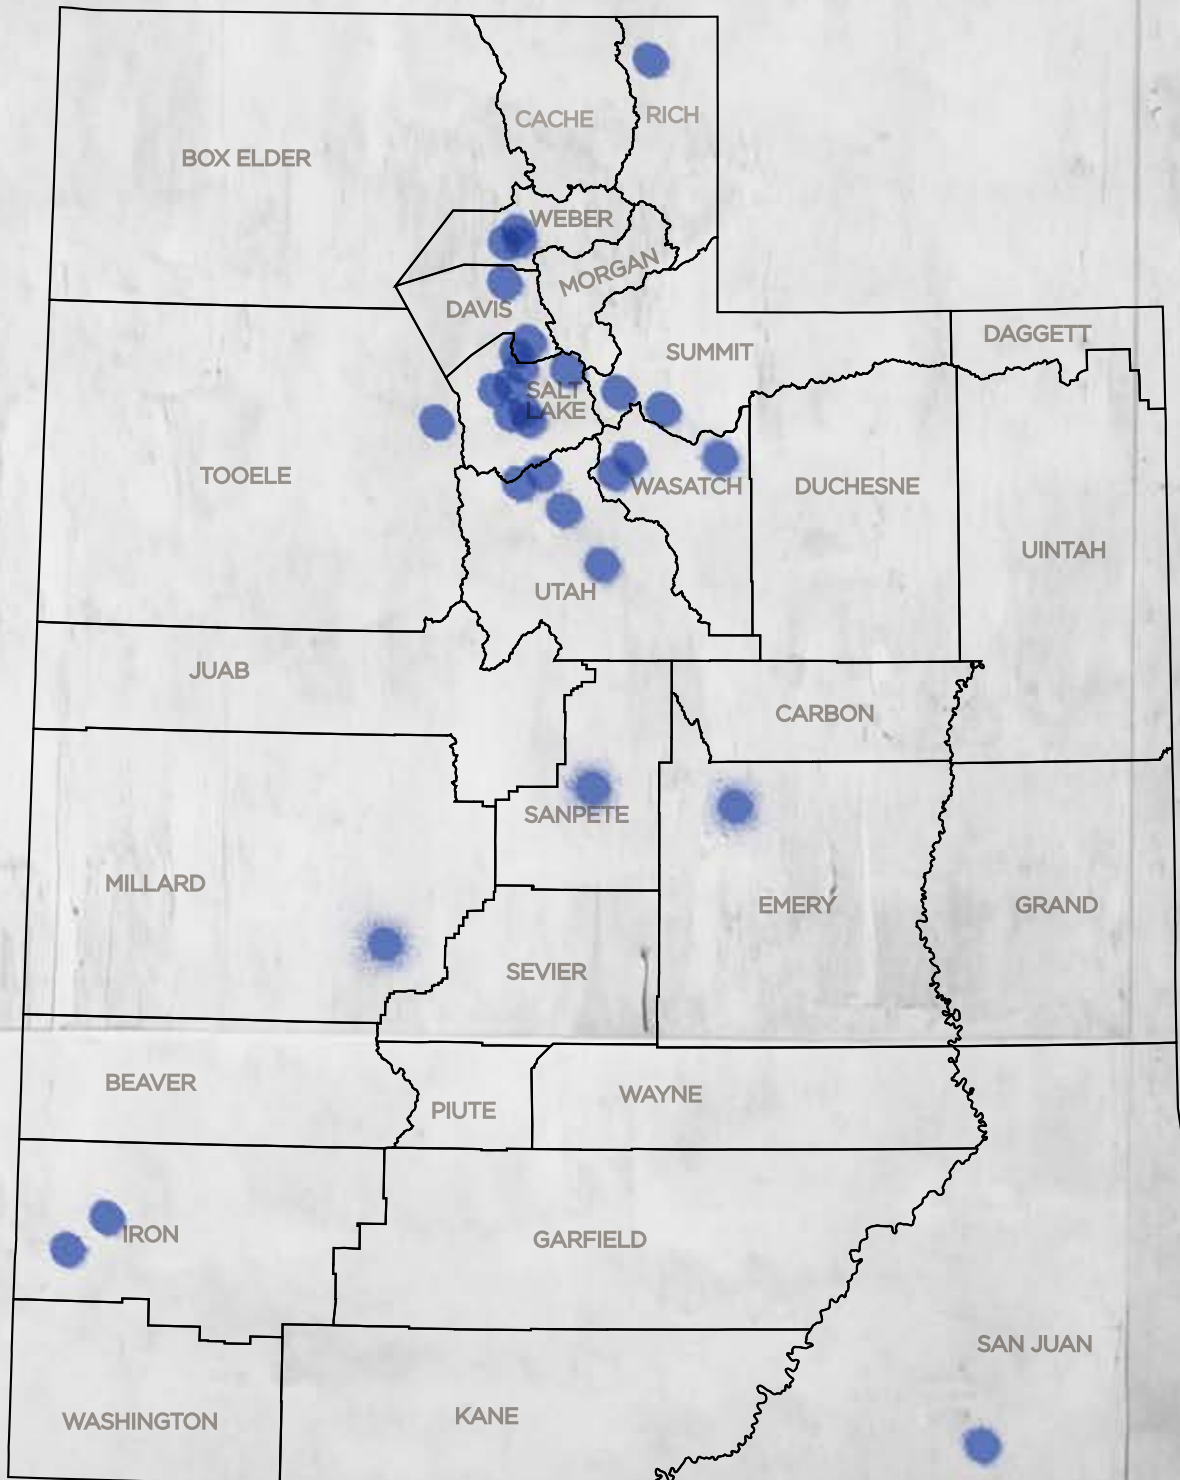 CACHE
RICH
BOX ELDER
WEBER
MORGAN
DAVIS
DAGGETT
SUMMIT
SALT
LAKE
TOOELE
WASATCH
DUCHESNE
UINTAH
UTAH
JUAB
CARBON
SANPETE
MILLARD
EMERY
GRAND
SEVIER
BEAVER
PIUTE
WAYNE
IRON
GARFIELD
SAN JUAN
WASHINGTON
KANE